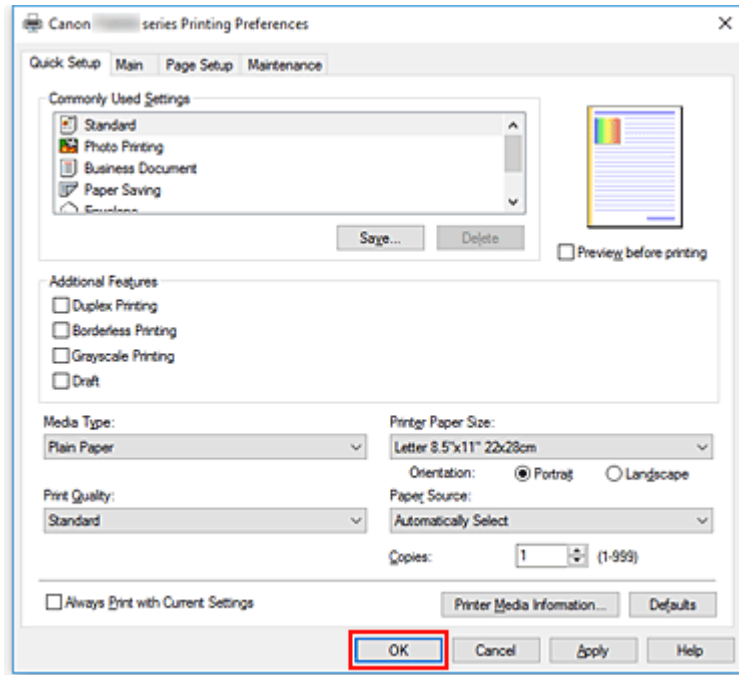 Canon series Printing Preferences
Quick Setup Main Page Setup Maintenance
Commonly Used Settings
Standard
Photo Printing
Business Document
Paper Saving
Envelope
Save... Delete
Preview before printing
Additional Features
Duplex Printing
Borderless Printing
Grayscale Printing
Draft
Media Type: Printer Paper Size:
Plain Paper Letter 8.5"x11" 22x28cm
Orientation: Portrait Landscape
Print Quality: Paper Source:
Standard Automatically Select
Copies: 1 (1-999)
Always Print with Current Settings Printer Media Information... Defaults
OK Cancel Apply Help